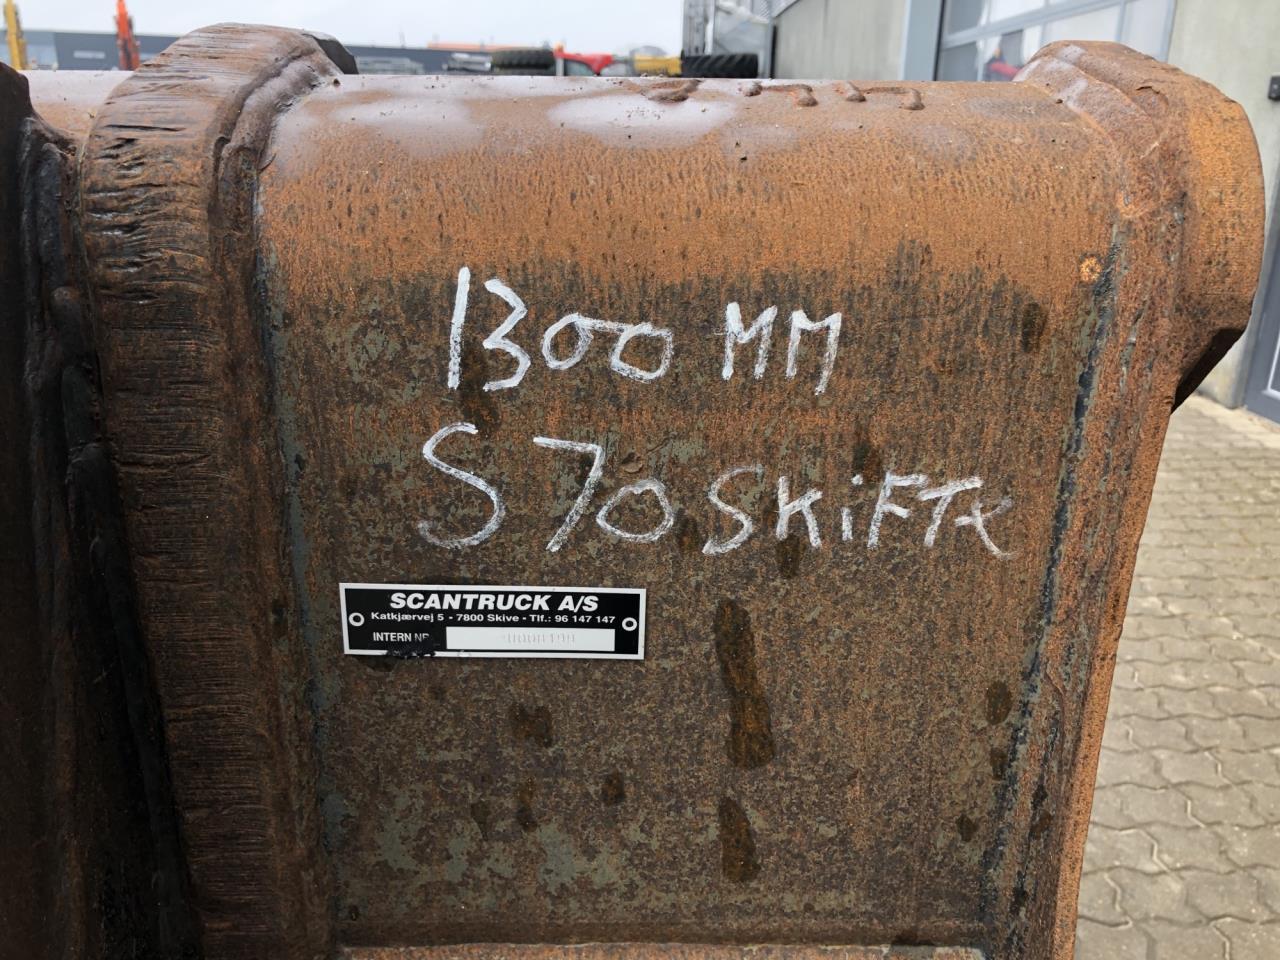 1300 MM
S70 SKIFTE
SCANTRUCK A/S
Katkjærvej 5 - 7800 Skive - Tlf.: 96 147 147
INTERN NR